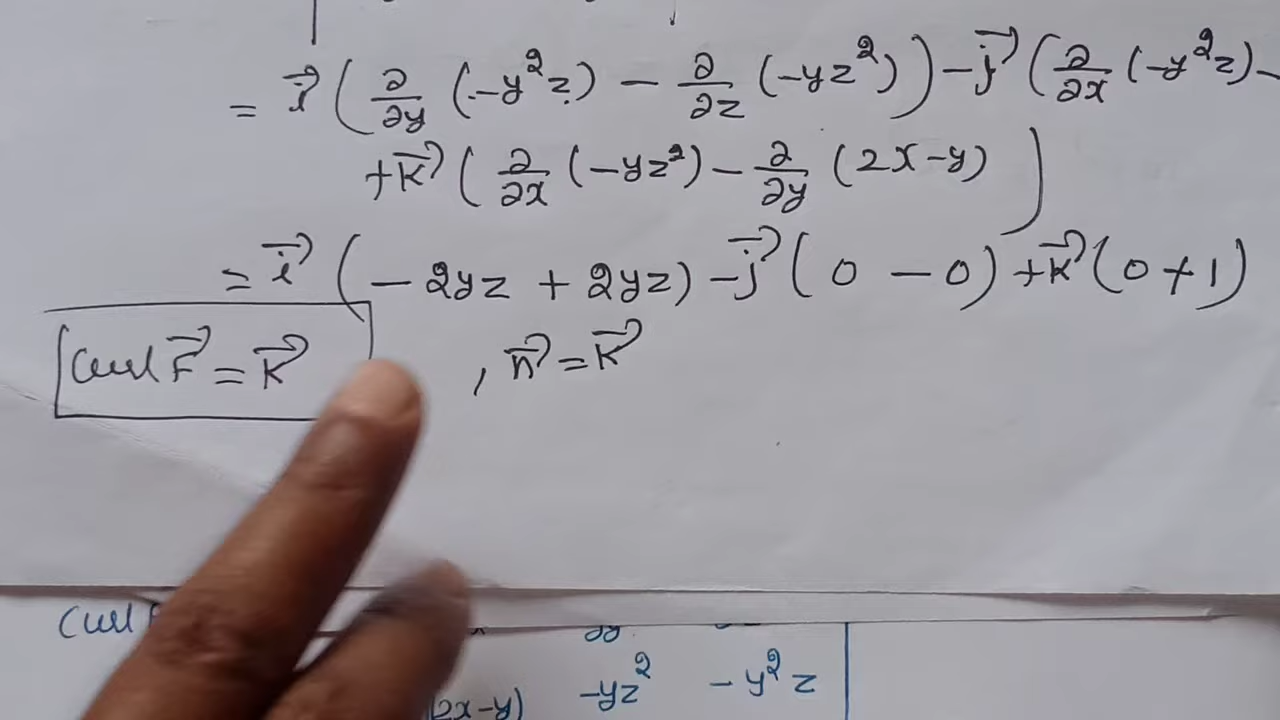 = i⃗ ( ∂/∂y (-y²z) - ∂/∂z (-yz²) ) - j⃗ ( ∂/∂x (-y²z) -
+ k⃗ ( ∂/∂x (-yz²) - ∂/∂y (2x-y) )
= i⃗ ( - 2yz + 2yz) - j⃗ ( 0 - 0) + k⃗ (0 + 1)
Curl F⃗ = k⃗ , n⃗ = k⃗
Curl
(2x-y) -yz² - y²z